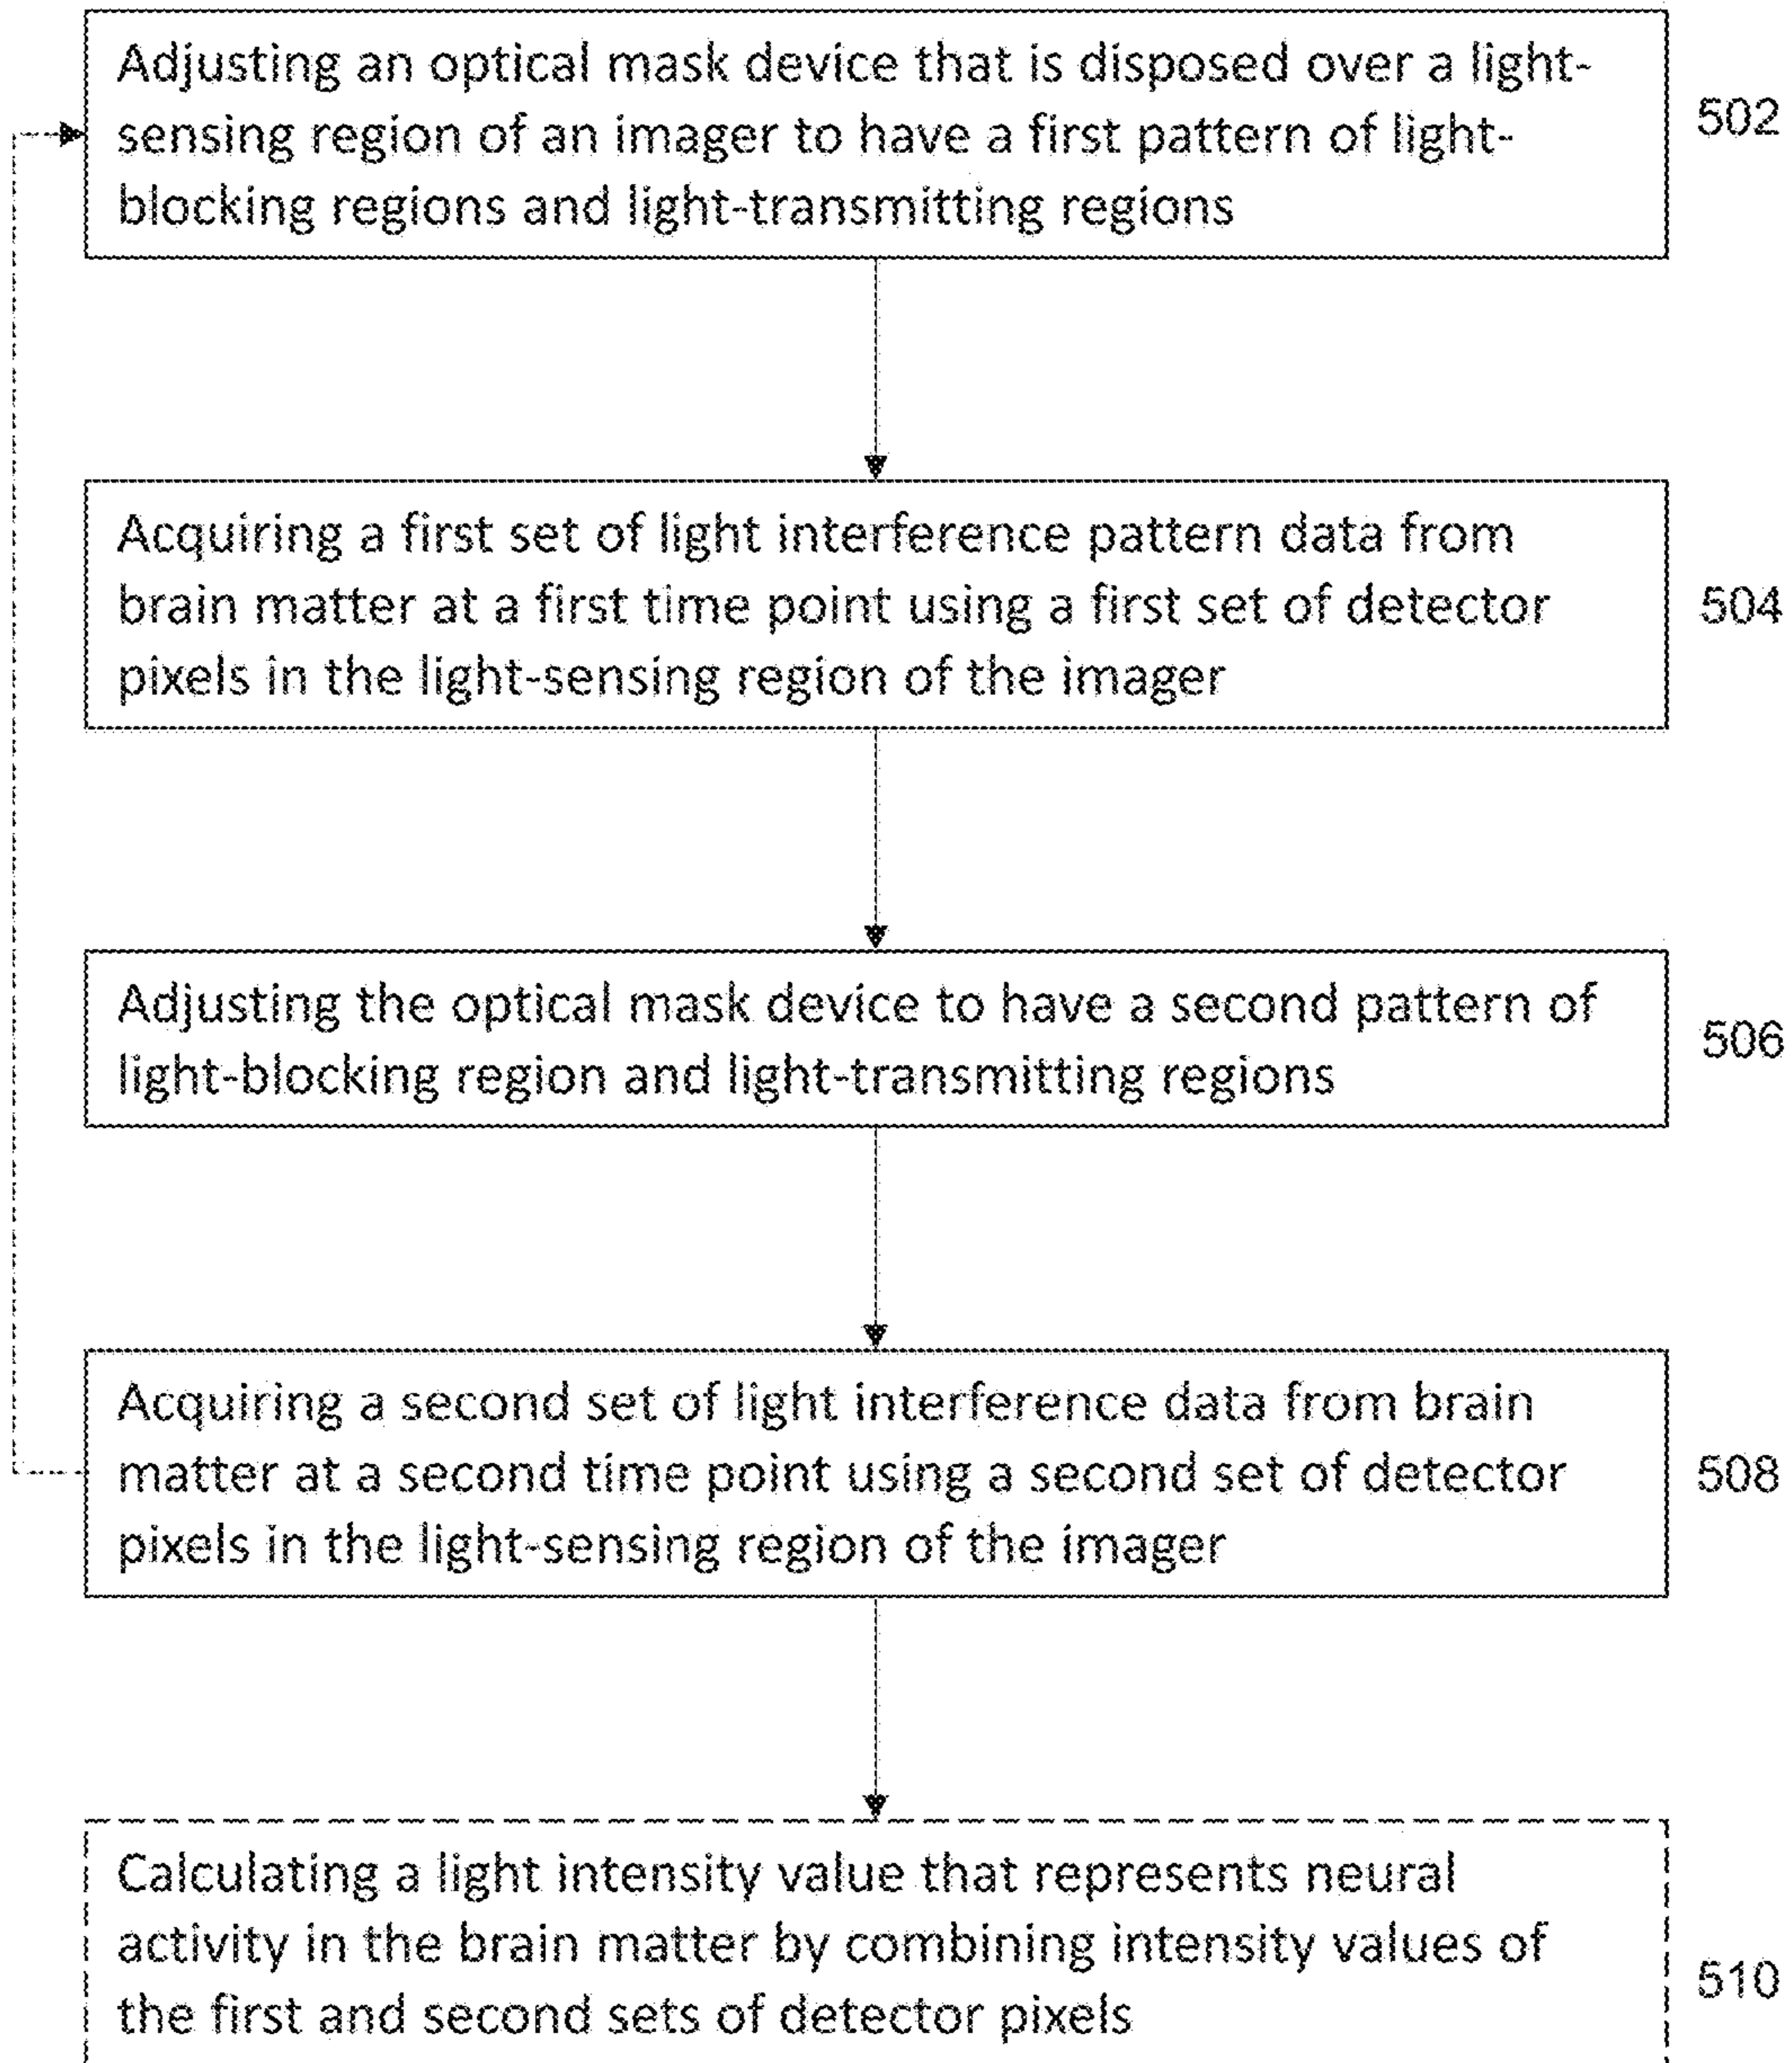 Adjusting an optical mask device that is disposed over a light-
sensing region of an imager to have a first pattern of light-
blocking regions and light-transmitting regions
502
Acquiring a first set of light interference pattern data from
brain matter at a first time point using a first set of detector
pixels in the light-sensing region of the imager
504
Adjusting the optical mask device to have a second pattern of
light-blocking region and light-transmitting regions
506
Acquiring a second set of light interference data from brain
matter at a second time point using a second set of detector
pixels in the light-sensing region of the imager
508
Calculating a light intensity value that represents neural
activity in the brain matter by combining intensity values of
the first and second sets of detector pixels
510